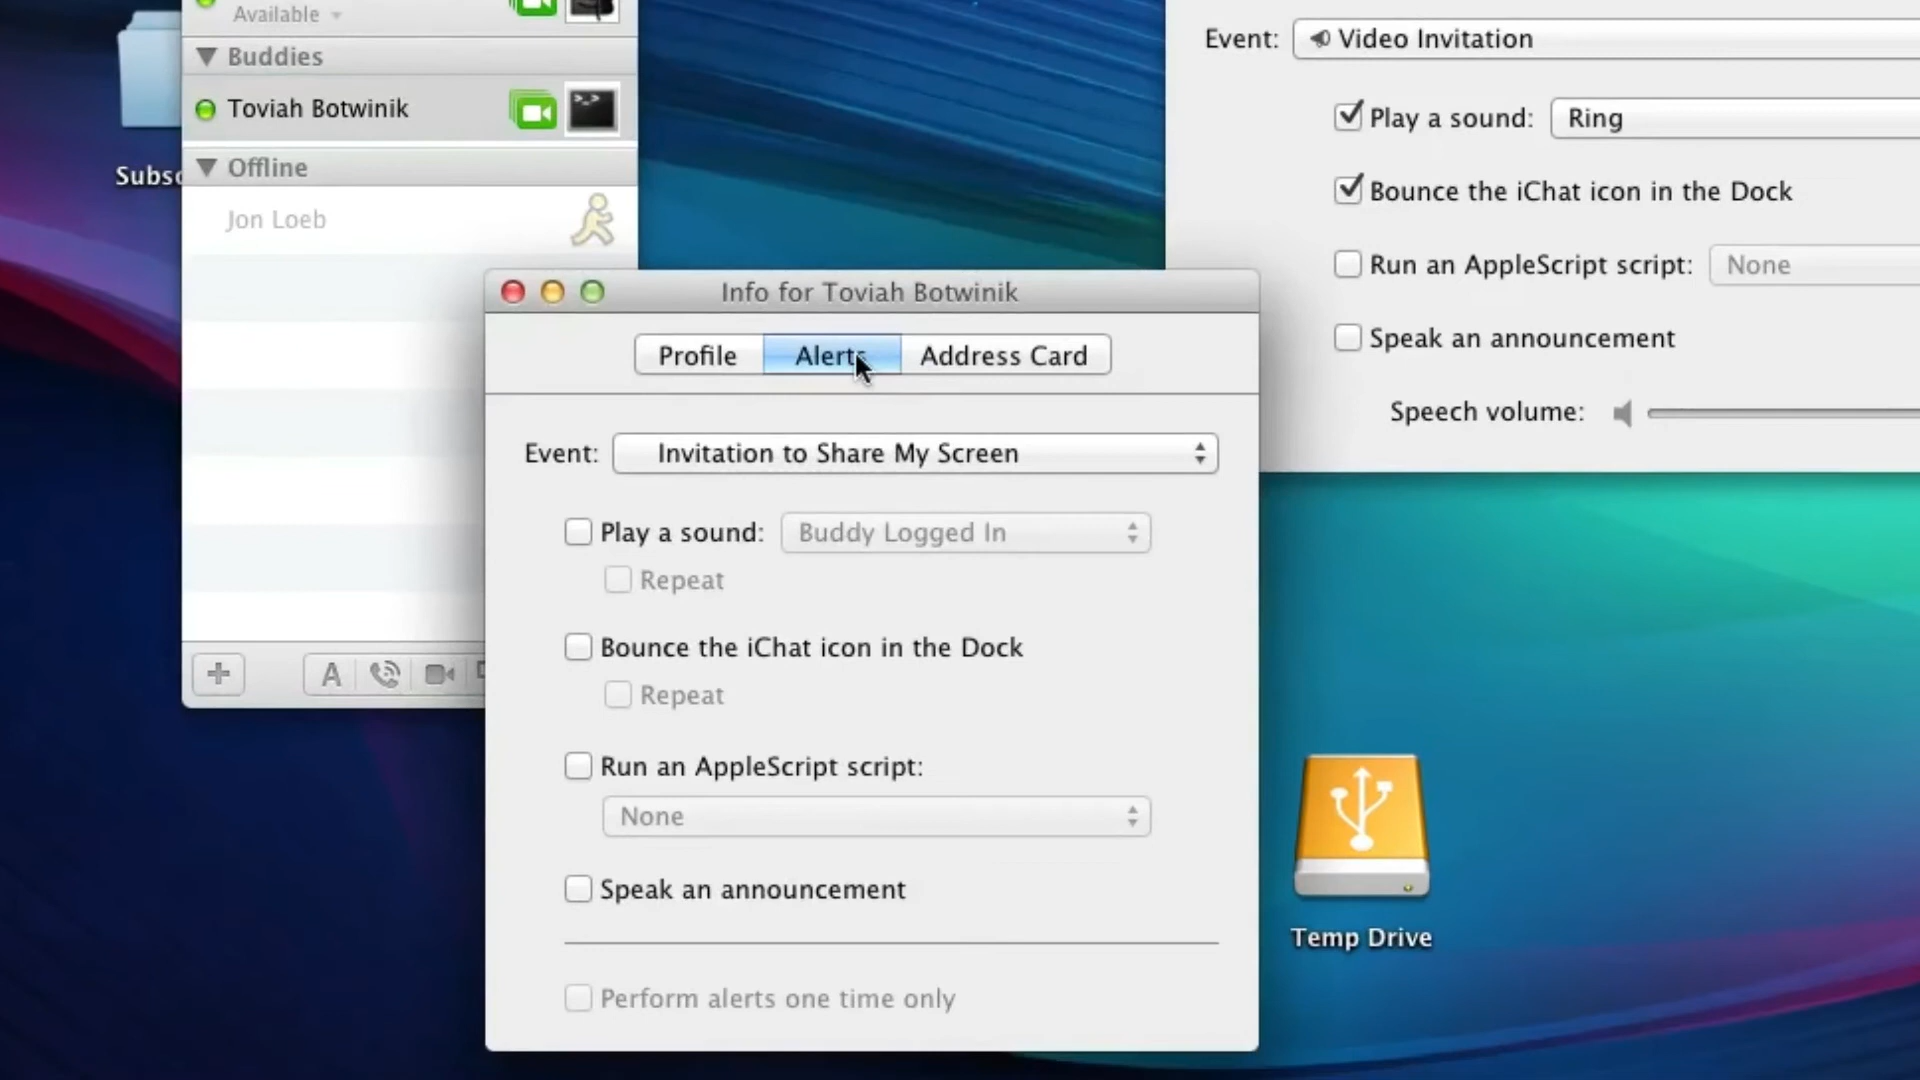 Available
Buddies
Toviah Botwinik
Offline
Jon Loeb
Subsc
Event: Video Invitation
Play a sound: Ring
Bounce the iChat icon in the Dock
Run an AppleScript script: None
Speak an announcement
Speech volume:
Info for Toviah Botwinik
Profile Alerts Address Card
Event: Invitation to Share My Screen
Play a sound: Buddy Logged In
Repeat
Bounce the iChat icon in the Dock
Repeat
Run an AppleScript script:
None
Speak an announcement
Perform alerts one time only
A
Temp Drive